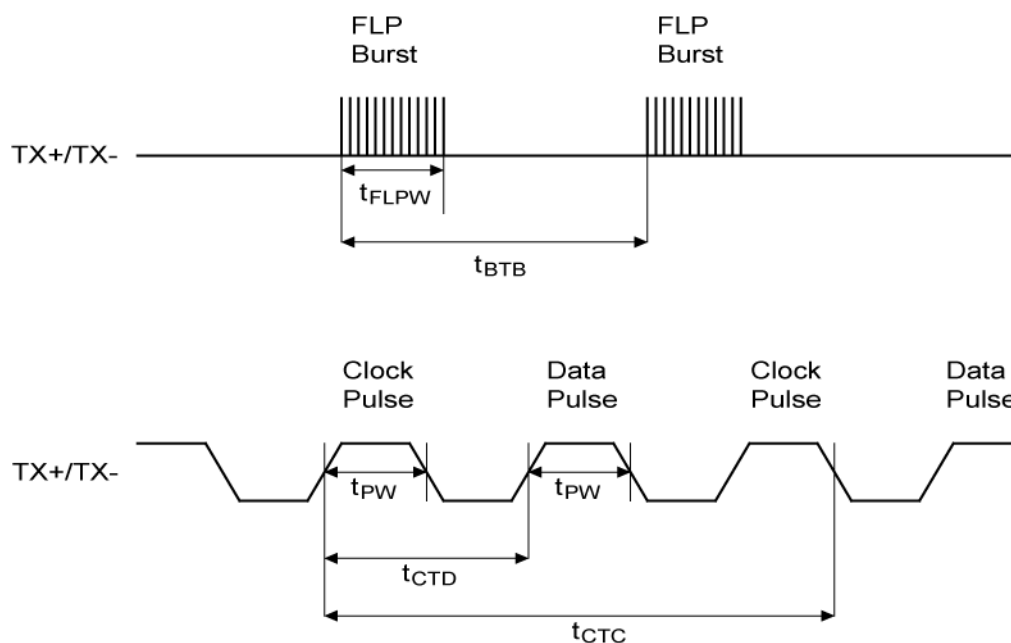 FLP
Burst
FLP
Burst
TX+/TX-
tFLPW
tBTB
Clock
Pulse
Data
Pulse
Clock
Pulse
Data
Pulse
TX+/TX-
tPW
tPW
tCTD
tCTC